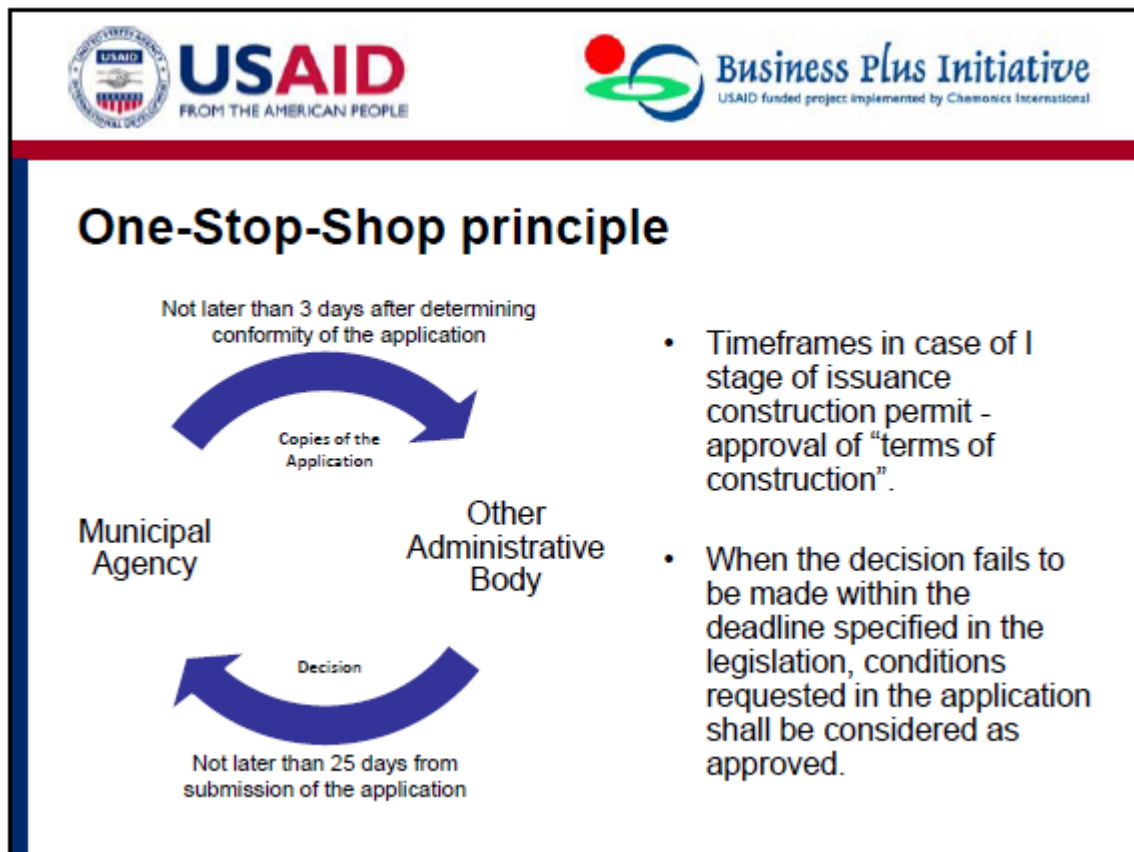 USAID
FROM THE AMERICAN PEOPLE
Business Plus Initiative
USAID funded project implemented by Chemonics International
One-Stop-Shop principle
Not later than 3 days after determining
conformity of the application
Copies of the
Application
Municipal
Agency
Other
Administrative
Body
Decision
Not later than 25 days from
submission of the application
• Timeframes in case of I
stage of issuance
construction permit -
approval of “terms of
construction”.
• When the decision fails to
be made within the
deadline specified in the
legislation, conditions
requested in the application
shall be considered as
approved.